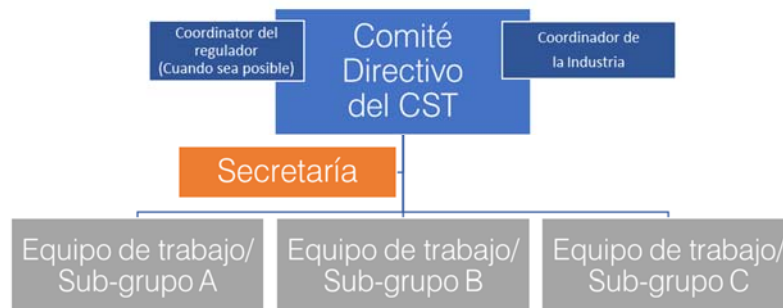 Coordinator del
regulador
(Cuando sea posible)
Comité
Directivo
del CST
Coordinador de
la Industria
Secretaría
Equipo de trabajo/
Sub-grupo A
Equipo de trabajo/
Sub-grupo B
Equipo de trabajo/
Sub-grupo C